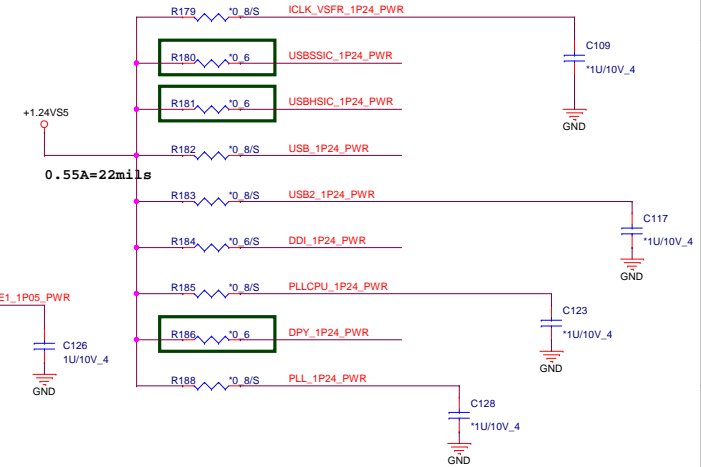 R179 *0_8/S ICLK_VSFR_1P24_PWR
C109
*1U/10V_4
GND
R180 *0_6 USBSSIC_1P24_PWR
R181 *0_6 USBHSIC_1P24_PWR
+1.24VS5
R182 *0_8/S USB_1P24_PWR
0.55A=22mils
R183 *0_8/S USB2_1P24_PWR
C117
*1U/10V_4
GND
R184 *0_6/S DDI_1P24_PWR
R185 *0_8/S PLLCPU_1P24_PWR
E1_1P05_PWR
C123
*1U/10V_4
GND
R186 *0_6 DPY_1P24_PWR
C126
1U/10V_4
GND
R188 *0_8/S PLL_1P24_PWR
C128
*1U/10V_4
GND